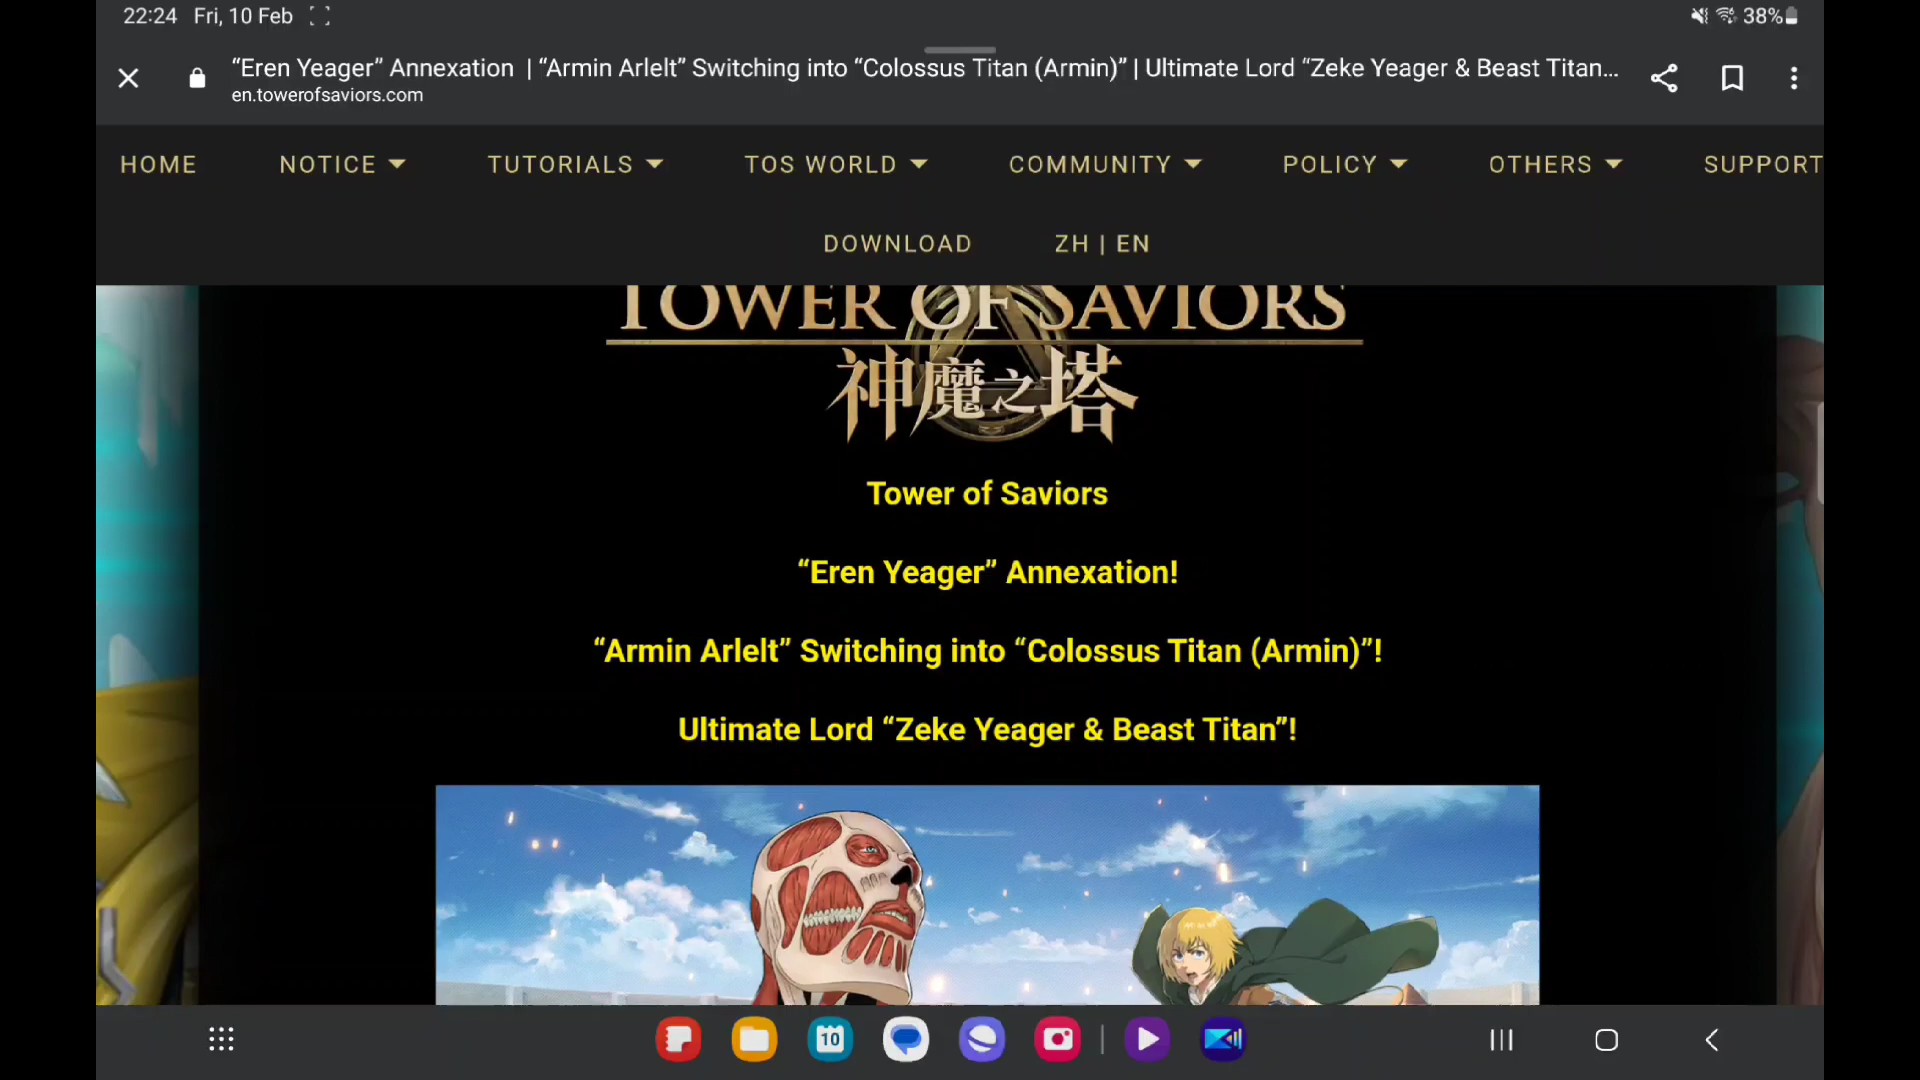 22:24 Fri, 10 Feb 38%
“Eren Yeager” Annexation | “Armin Arlelt” Switching into “Colossus Titan (Armin)” | Ultimate Lord “Zeke Yeager & Beast Titan...
en.towerofsaviors.com
HOME NOTICE TUTORIALS TOS WORLD COMMUNITY POLICY OTHERS SUPPORT
DOWNLOAD ZH | EN
TOWER OF SAVIORS
神魔之塔
Tower of Saviors
“Eren Yeager” Annexation!
“Armin Arlelt” Switching into “Colossus Titan (Armin)”!
Ultimate Lord “Zeke Yeager & Beast Titan”!
10